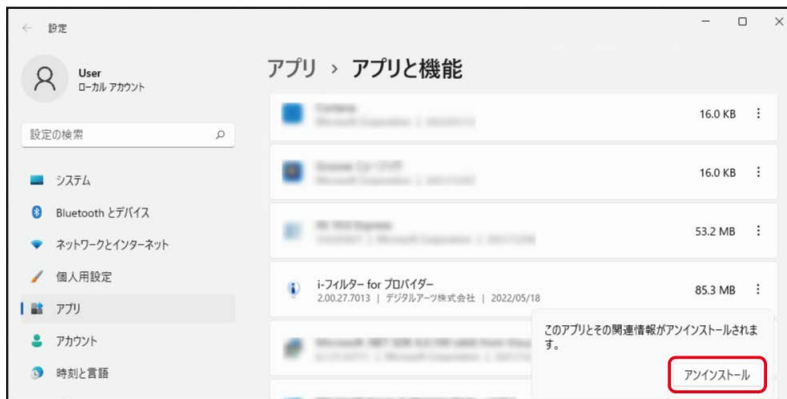 ← 設定
User
ローカル アカウント
設定の検索
システム
Bluetooth とデバイス
ネットワークとインターネット
個人用設定
アプリ
アカウント
時刻と言語
アプリ › アプリと機能
16.0 KB
16.0 KB
53.2 MB
i-フィルター for プロバイダー
2.00.27.7013 | デジタルアーツ株式会社 | 2022/05/18
85.3 MB
このアプリとその関連情報がアンインストールされま
す。
アンインストール